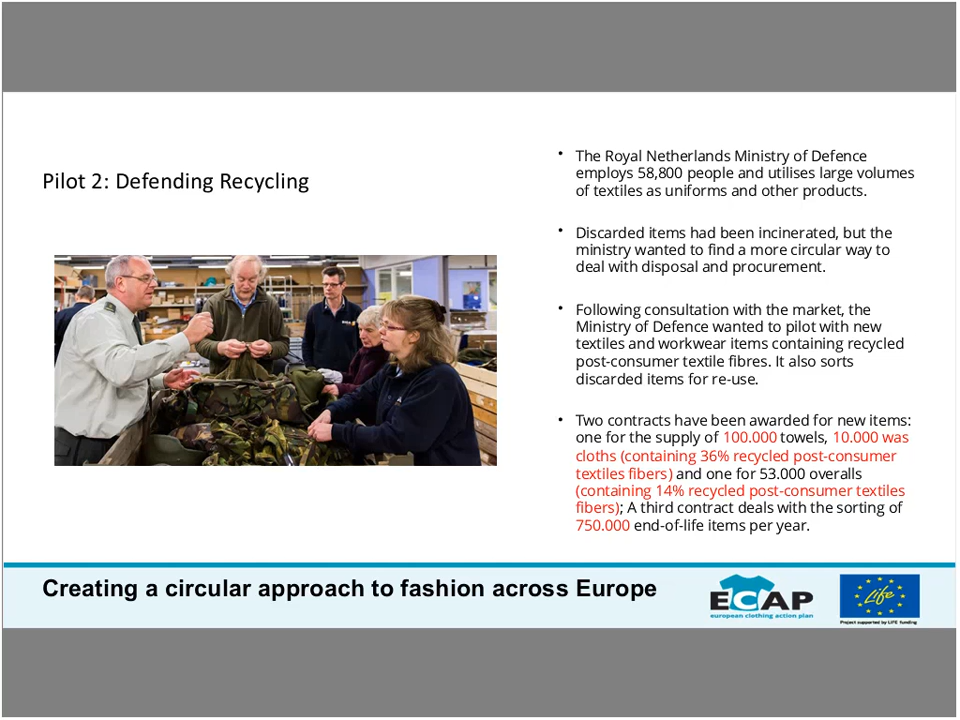 Pilot 2: Defending Recycling
• The Royal Netherlands Ministry of Defence
employs 58,800 people and utilises large volumes
of textiles as uniforms and other products.
• Discarded items had been incinerated, but the
ministry wanted to find a more circular way to
deal with disposal and procurement.
• Following consultation with the market, the
Ministry of Defence wanted to pilot with new
textiles and workwear items containing recycled
post-consumer textile fibres. It also sorts
discarded items for re-use.
• Two contracts have been awarded for new items:
one for the supply of 100.000 towels, 10.000 was
cloths (containing 36% recycled post-consumer
textiles fibers) and one for 53.000 overalls
(containing 14% recycled post-consumer textiles
fibers); A third contract deals with the sorting of
750.000 end-of-life items per year.
Creating a circular approach to fashion across Europe
ECAP
european clothing action plan
Life
Project supported by LIFE funding